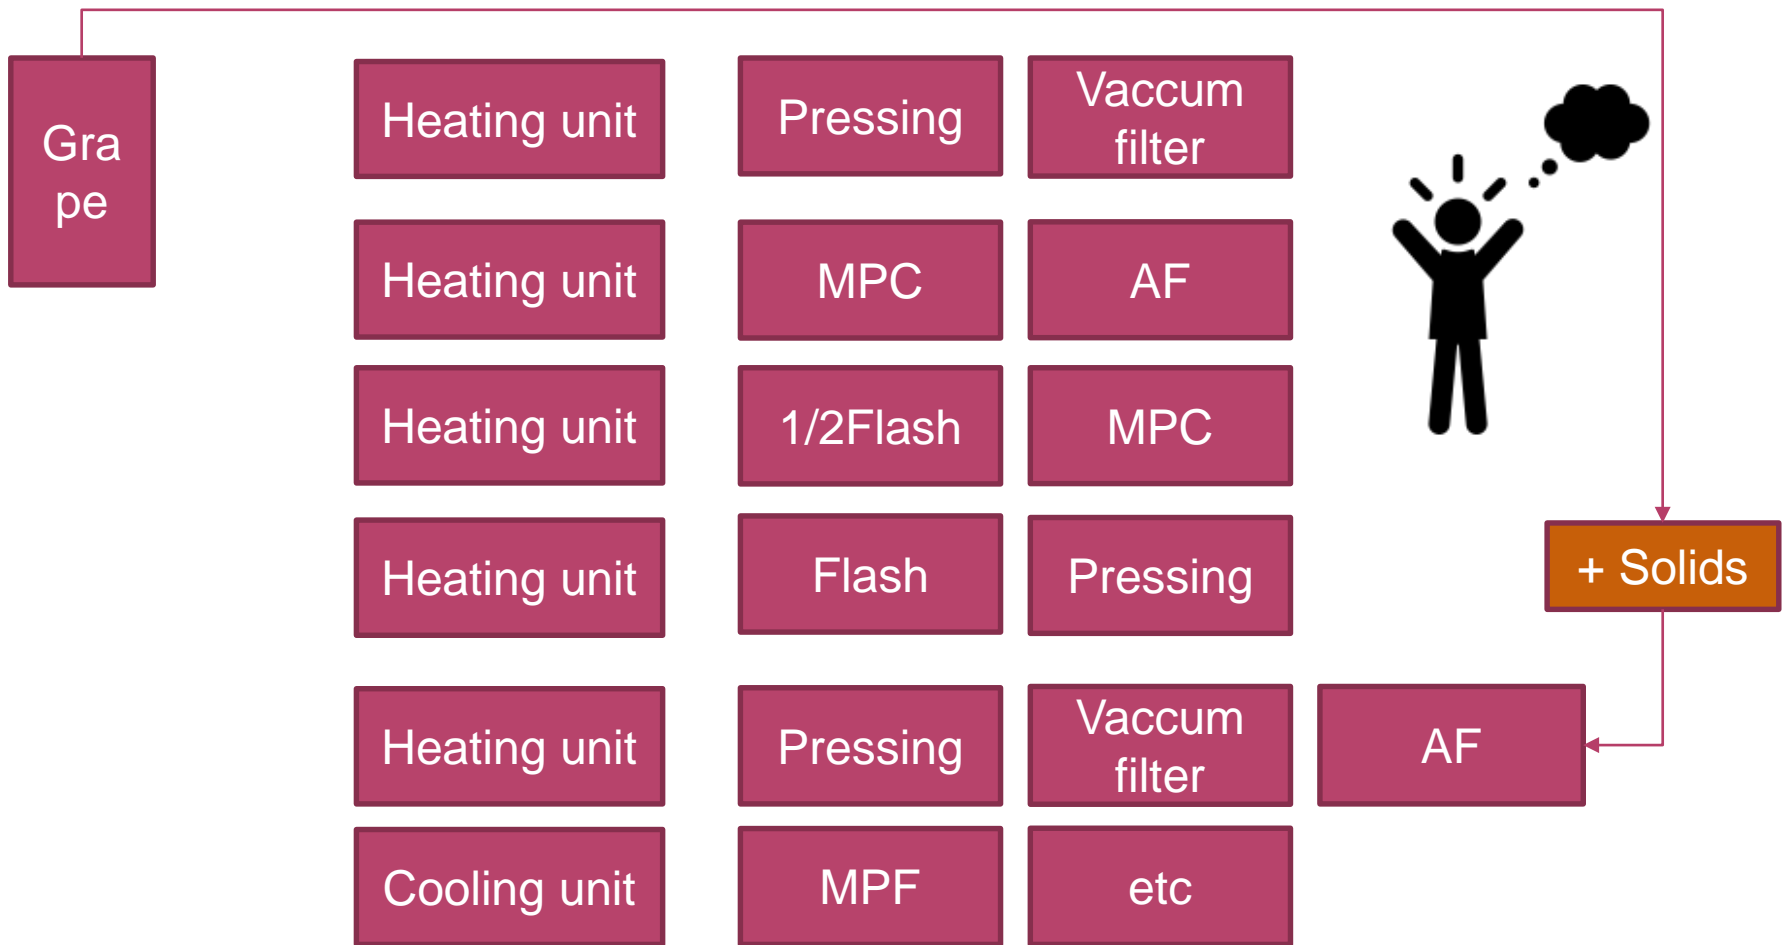 Gra
pe
Heating unit
Pressing
Vaccum
filter
Heating unit
MPC
AF
Heating unit
1/2Flash
MPC
Heating unit
Flash
Pressing
+ Solids
Heating unit
Pressing
Vaccum
filter
AF
Cooling unit
MPF
etc